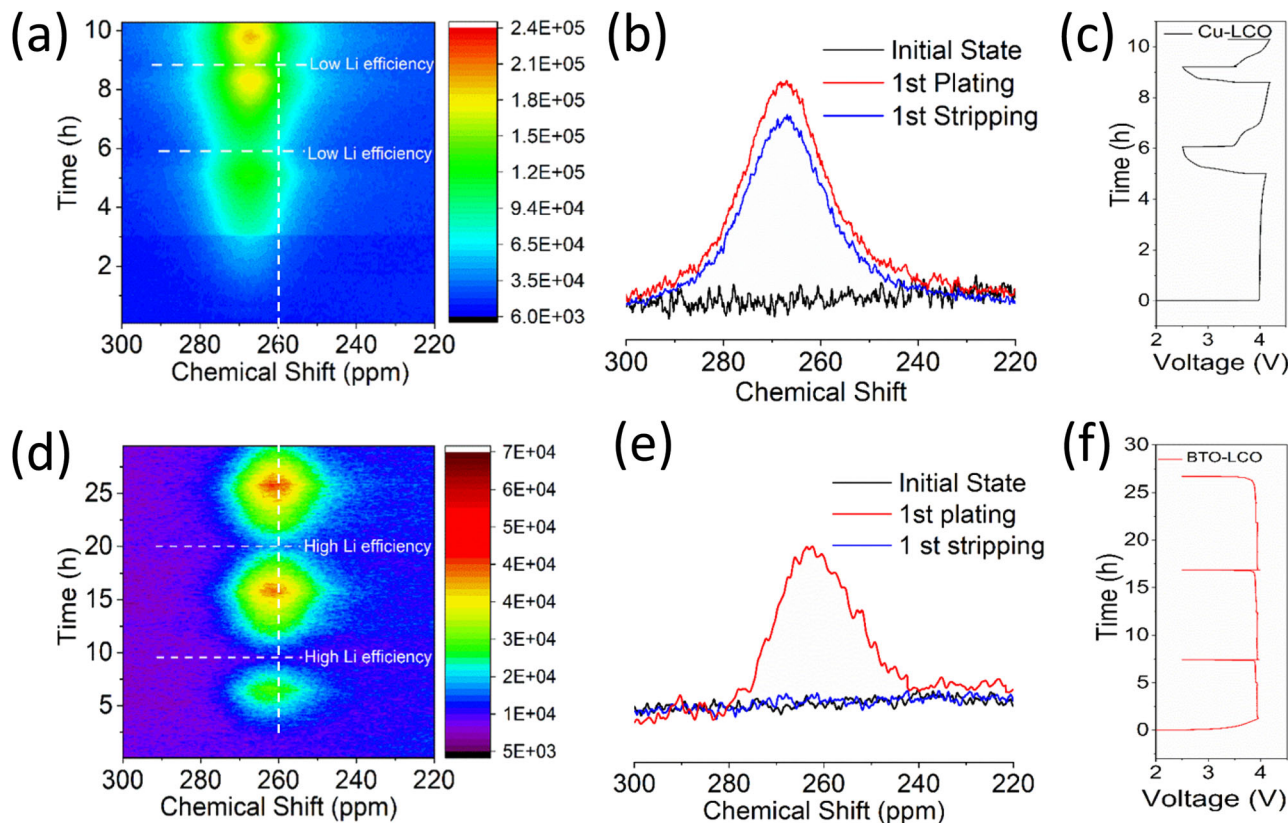 (a)
Time (h)
10
8
6
4
2
Low Li efficiency
Low Li efficiency
300 280 260 240 220
Chemical Shift (ppm)
2.4E+05
2.1E+05
1.8E+05
1.5E+05
1.2E+05
9.4E+04
6.5E+04
3.5E+04
6.0E+03
(b)
Initial State
1st Plating
1st Stripping
300 280 260 240 220
Chemical Shift
(c)
Cu-LCO
Time (h)
10
8
6
4
2
0
2 3 4
Voltage (V)
(d)
Time (h)
25
20
15
10
5
High Li efficiency
High Li efficiency
300 280 260 240 220
Chemical Shift (ppm)
7E+04
6E+04
5E+04
4E+04
3E+04
2E+04
2E+04
1E+04
5E+03
(e)
Initial State
1st plating
1 st stripping
300 280 260 240 220
Chemical Shift (ppm)
(f)
BTO-LCO
Time (h)
30
25
20
15
10
5
0
2 3 4
Voltage (V)